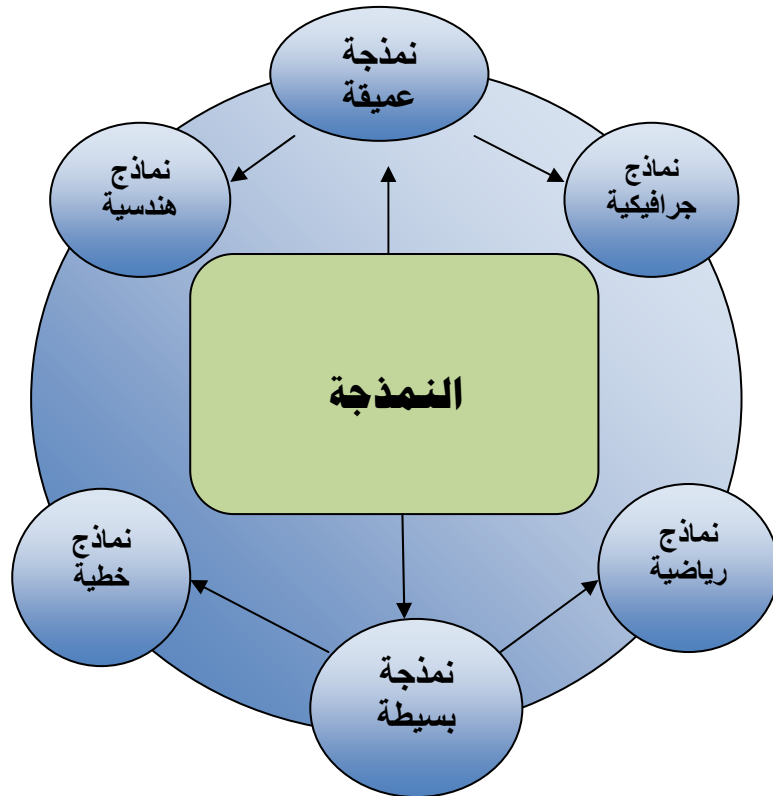 نمذجة
عميقة
نماذج
جرافيكية
نماذج
هندسية
النمذجة
نماذج
رياضية
نماذج
خطية
نمذجة
بسيطة